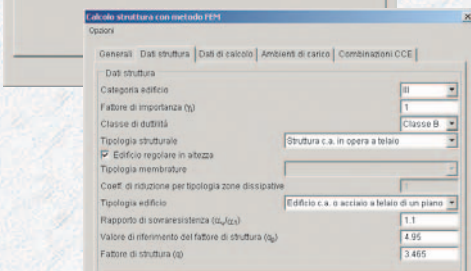 Calcolo struttura con metodo FEM
Opzioni
Generali Dati struttura Dati di calcolo Ambienti di carico Combinazioni CCE
Dati struttura
Categoria edificio III
Fattore di importanza (γI) 1
Classe di duttilità Classe B
Tipologia strutturale Struttura c.a. in opera a telaio
Edificio regolare in altezza
Tipologia membrature
Coeff. di riduzione per tipologia zone dissipative 1
Tipologia edificio Edificio c.a. o acciaio a telaio di un piano
Rapporto di sovraresistenza (αu/α1) 1.1
Valore di riferimento del fattore di struttura (q0) 4.95
Fattore di struttura (q) 3.465